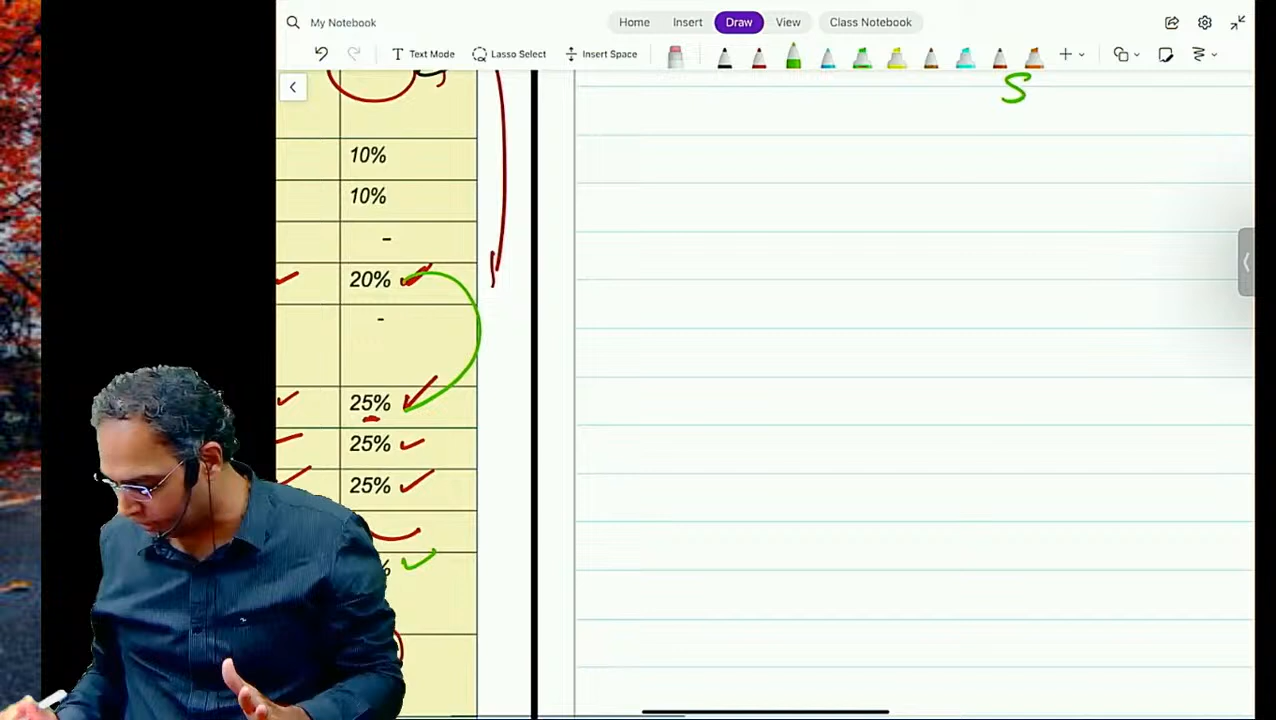 My Notebook
Home Insert Draw View Class Notebook
Text Mode Lasso Select Insert Space
S
10%
10%
-
20%
-
25%
25%
25%
%